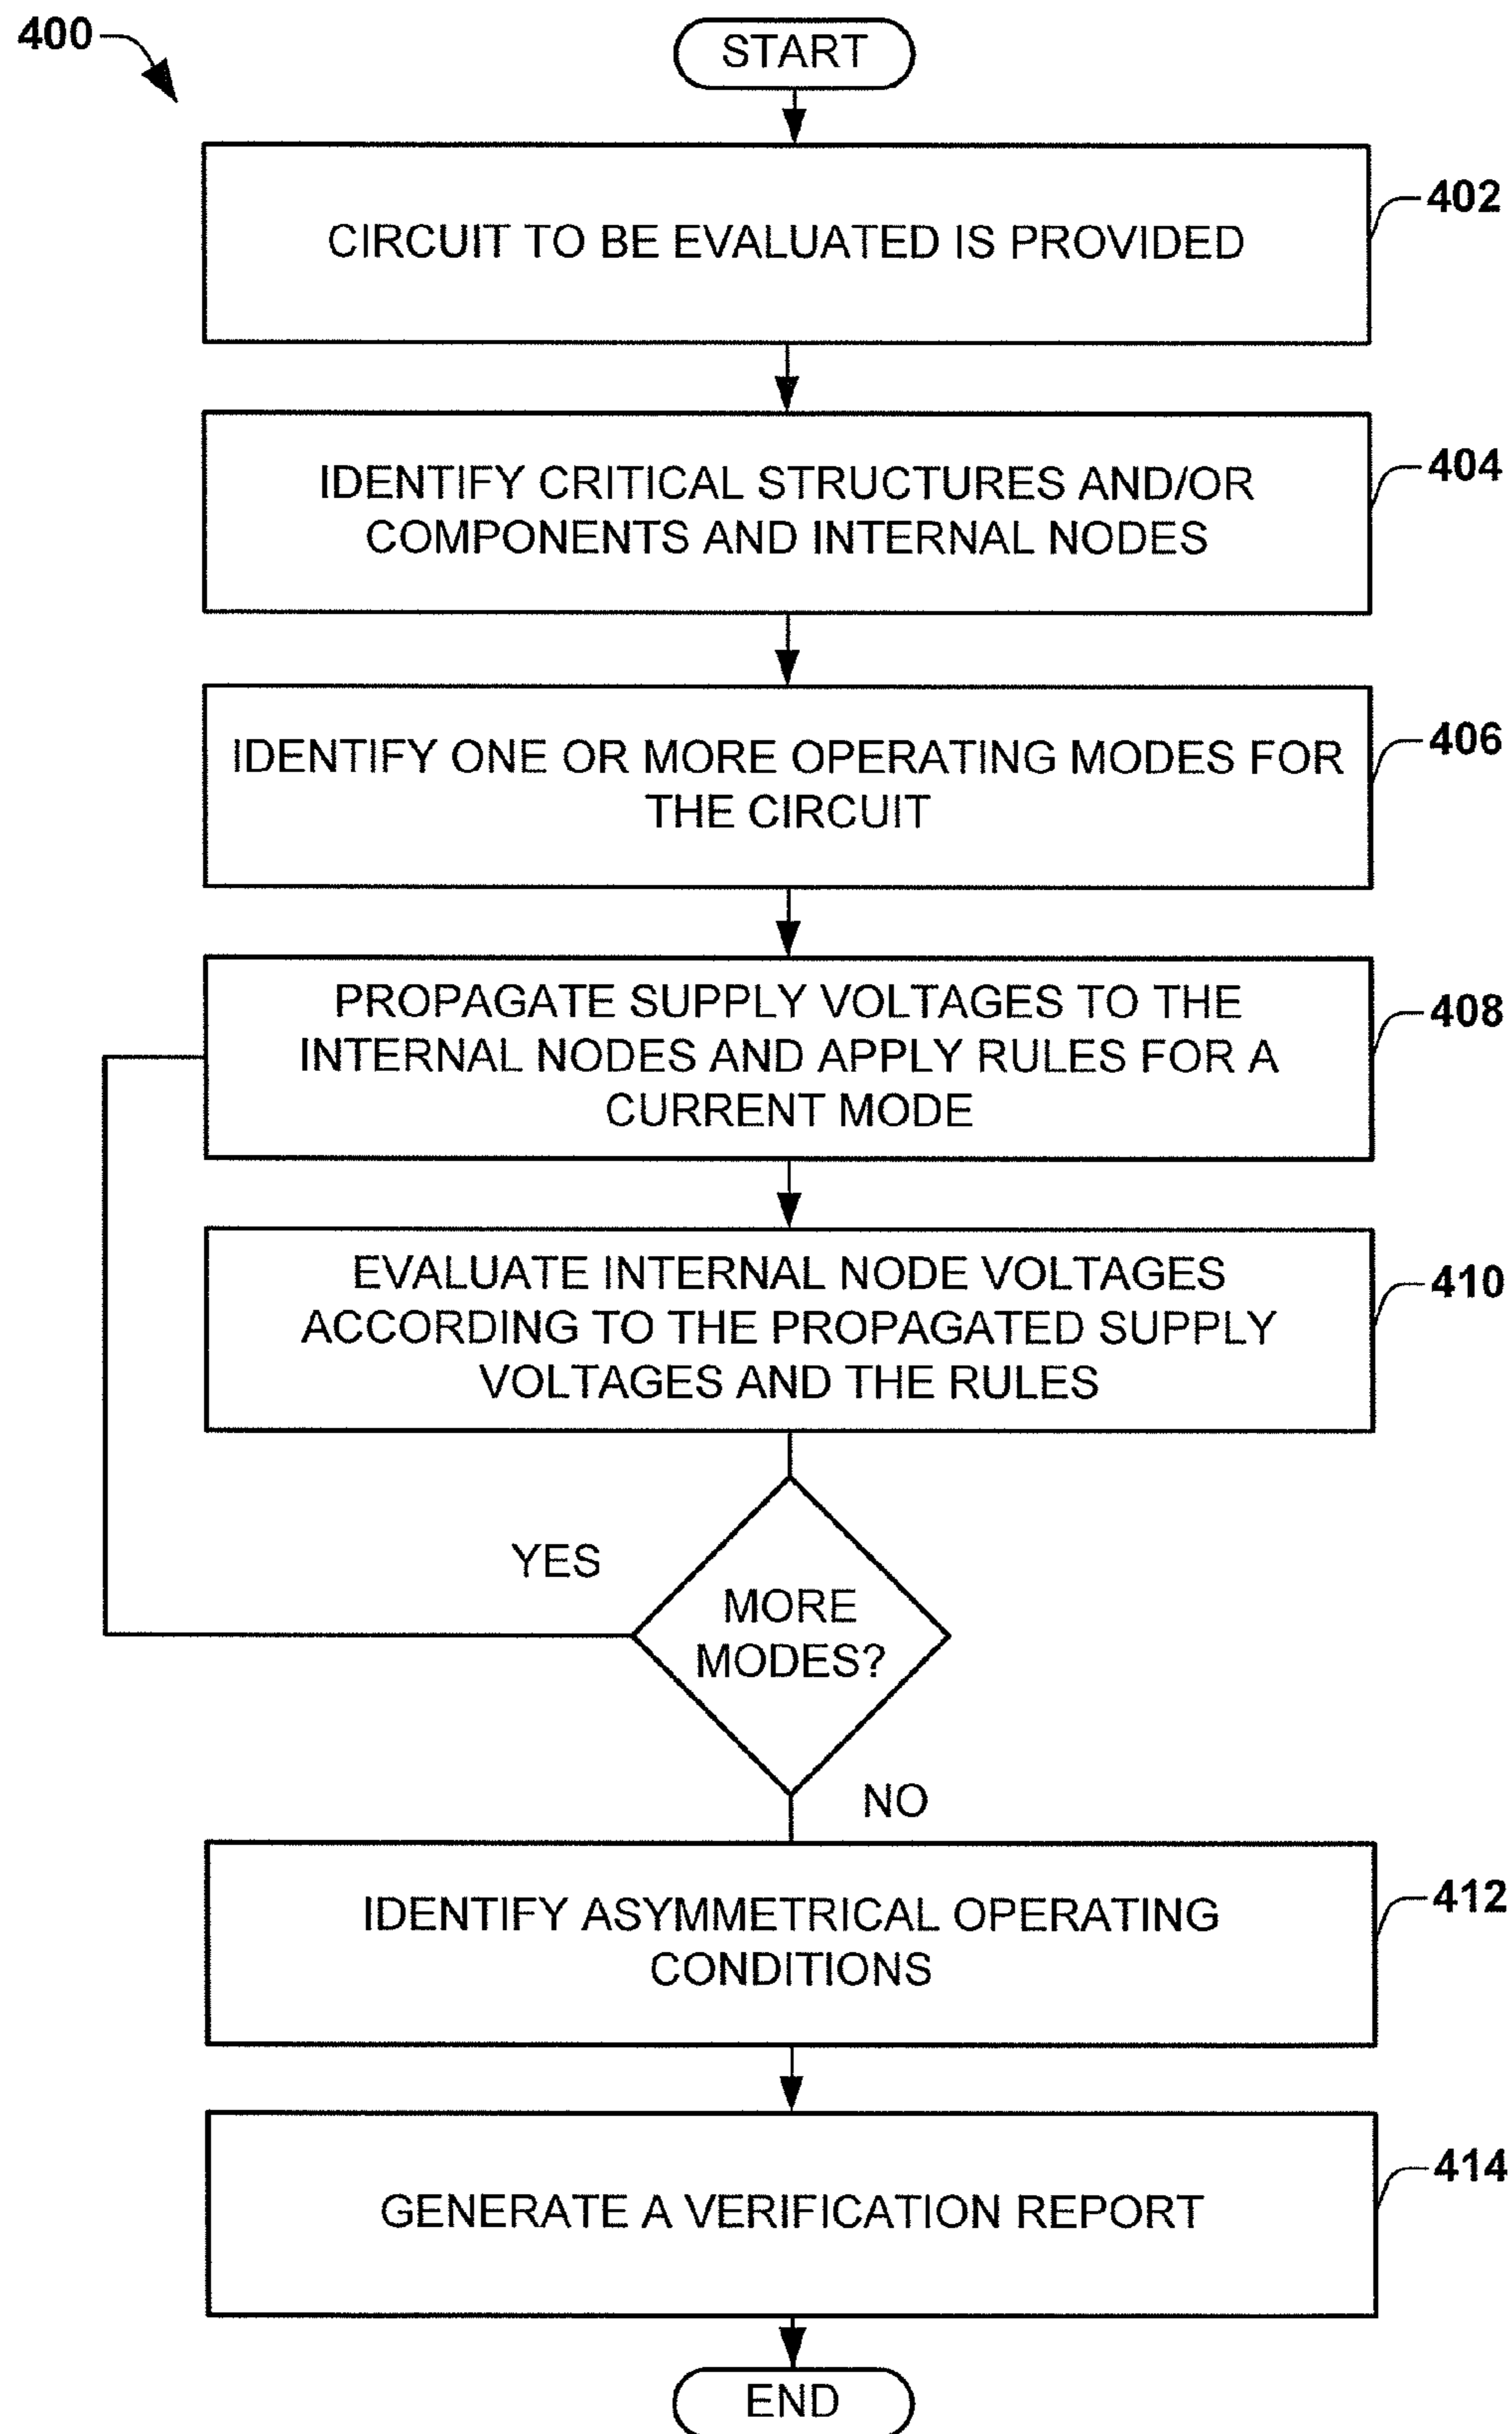 400
START
CIRCUIT TO BE EVALUATED IS PROVIDED
402
IDENTIFY CRITICAL STRUCTURES AND/OR
COMPONENTS AND INTERNAL NODES
404
IDENTIFY ONE OR MORE OPERATING MODES FOR
THE CIRCUIT
406
PROPAGATE SUPPLY VOLTAGES TO THE
INTERNAL NODES AND APPLY RULES FOR A
CURRENT MODE
408
EVALUATE INTERNAL NODE VOLTAGES
ACCORDING TO THE PROPAGATED SUPPLY
VOLTAGES AND THE RULES
410
YES
MORE
MODES?
NO
IDENTIFY ASYMMETRICAL OPERATING
CONDITIONS
412
GENERATE A VERIFICATION REPORT
414
END